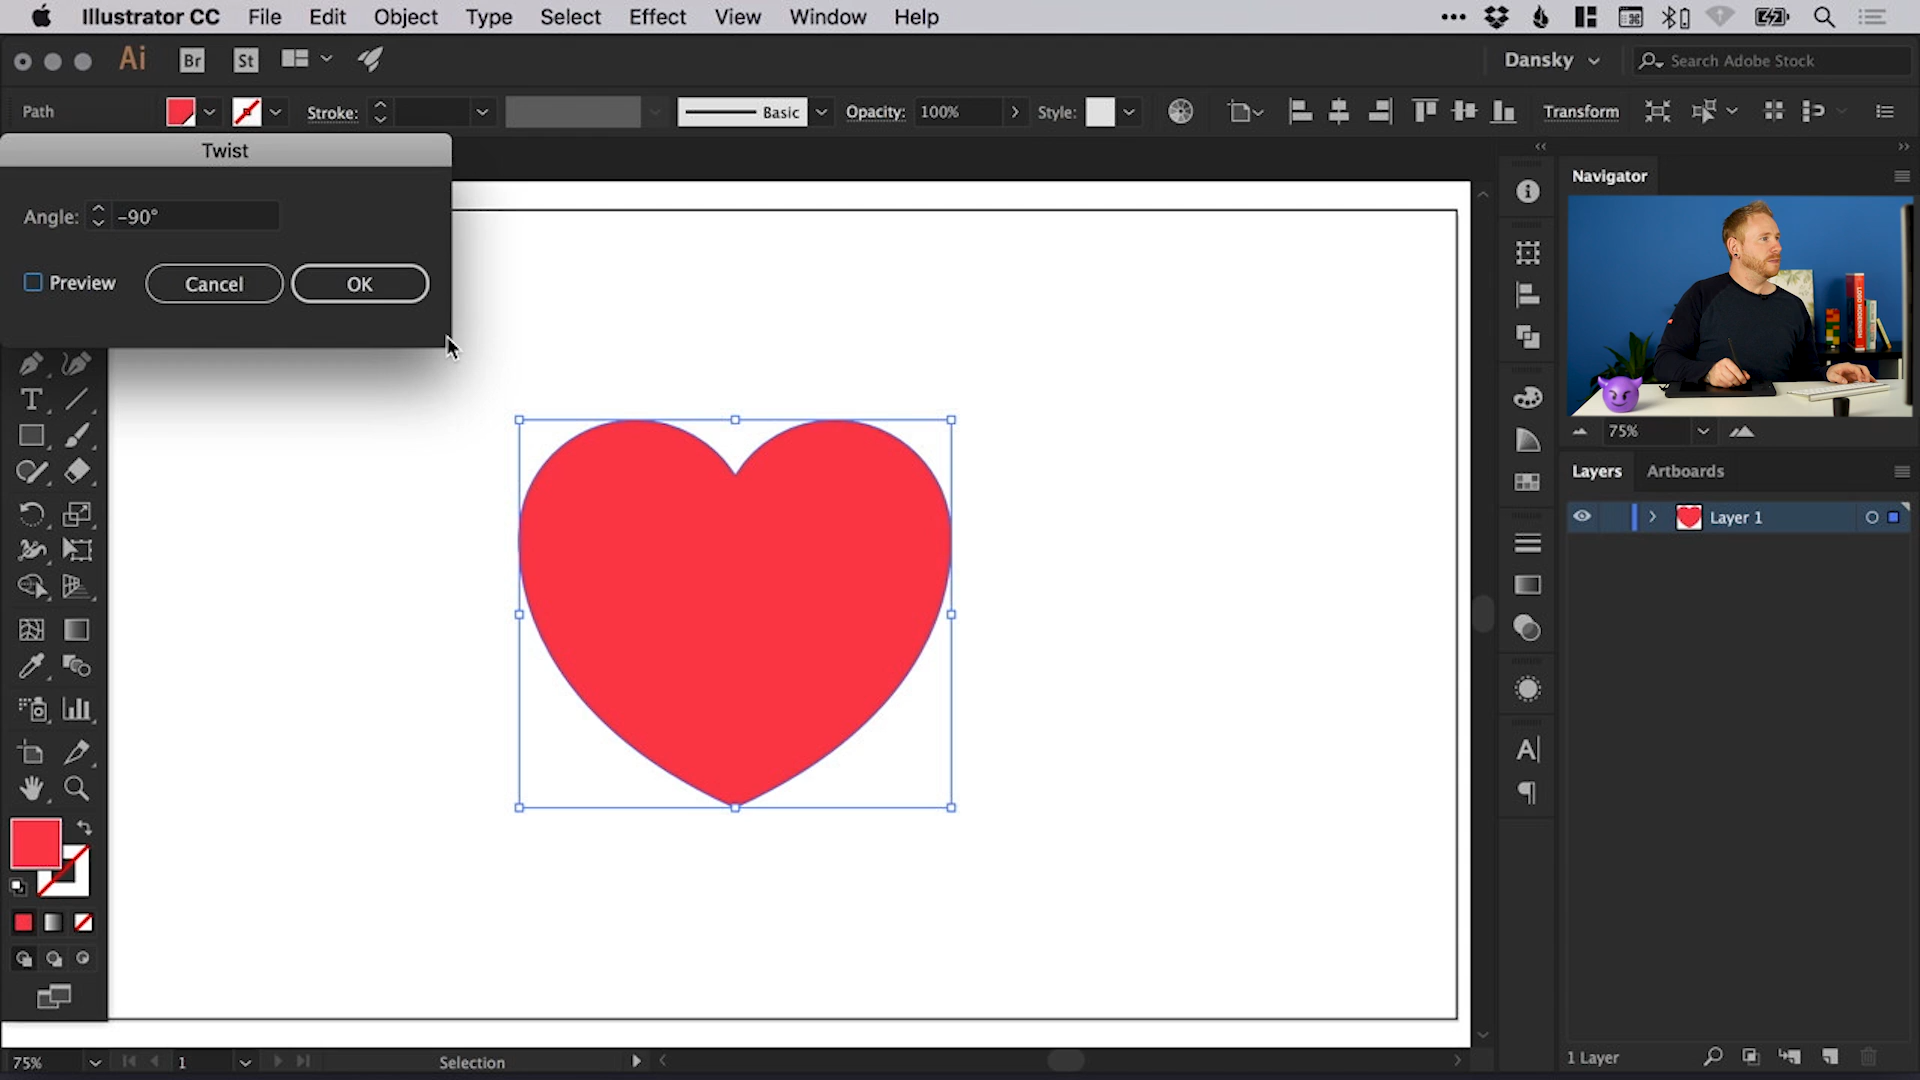 Illustrator CC File Edit Object Type Select Effect View Window Help
Ai Br St Dansky Search Adobe Stock
Path Stroke: Basic Opacity: 100% Style: Transform
Twist
Angle: -90°
Preview Cancel OK
Navigator
75%
Layers Artboards
Layer 1
1 Layer
75% 1 Selection